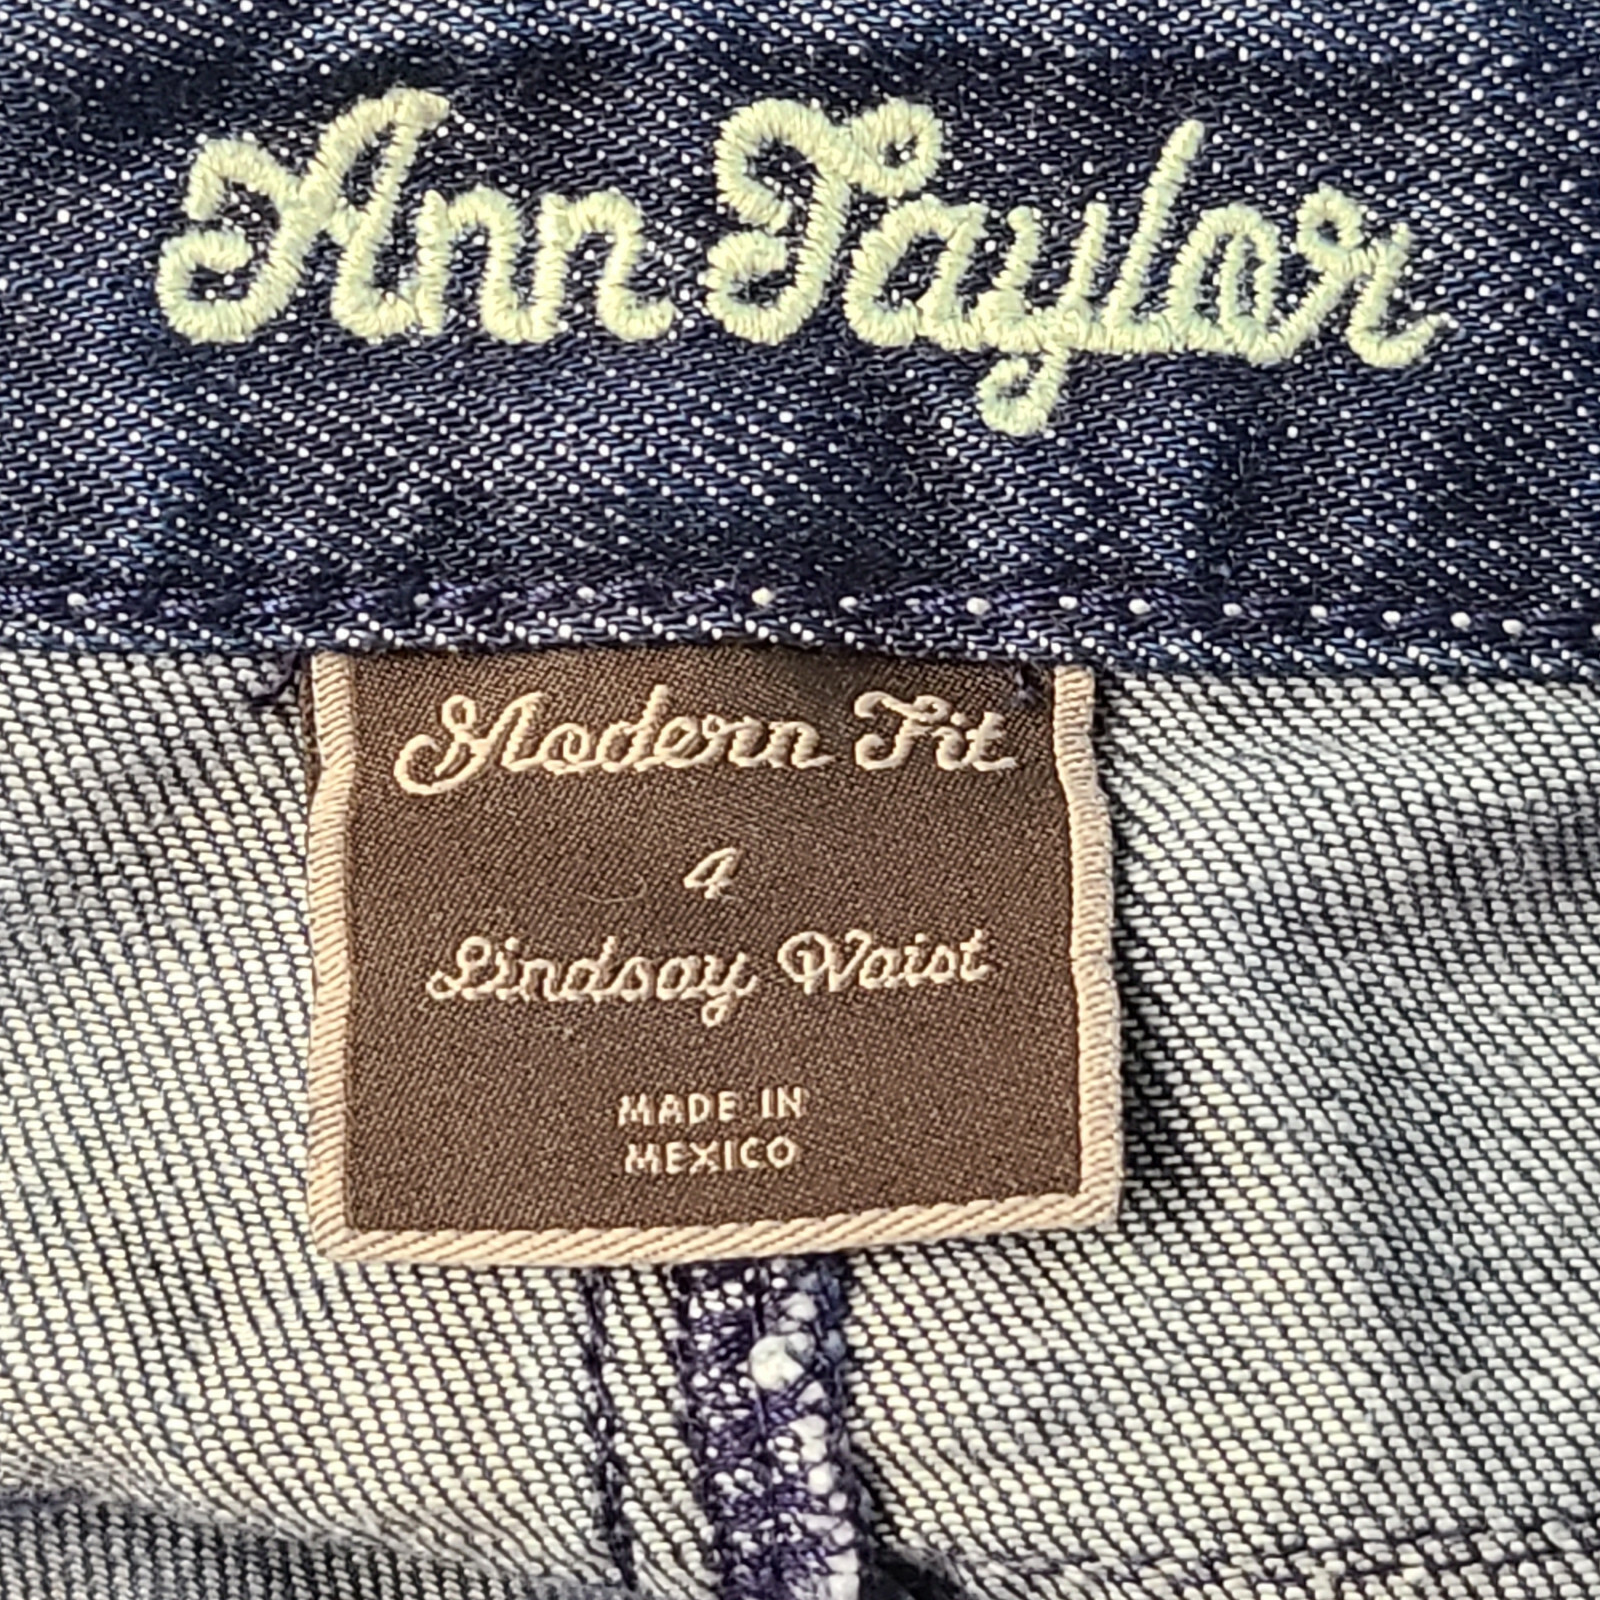 Ann Taylor
Modern Fit
4
Lindsay Waist
MADE IN
MEXICO